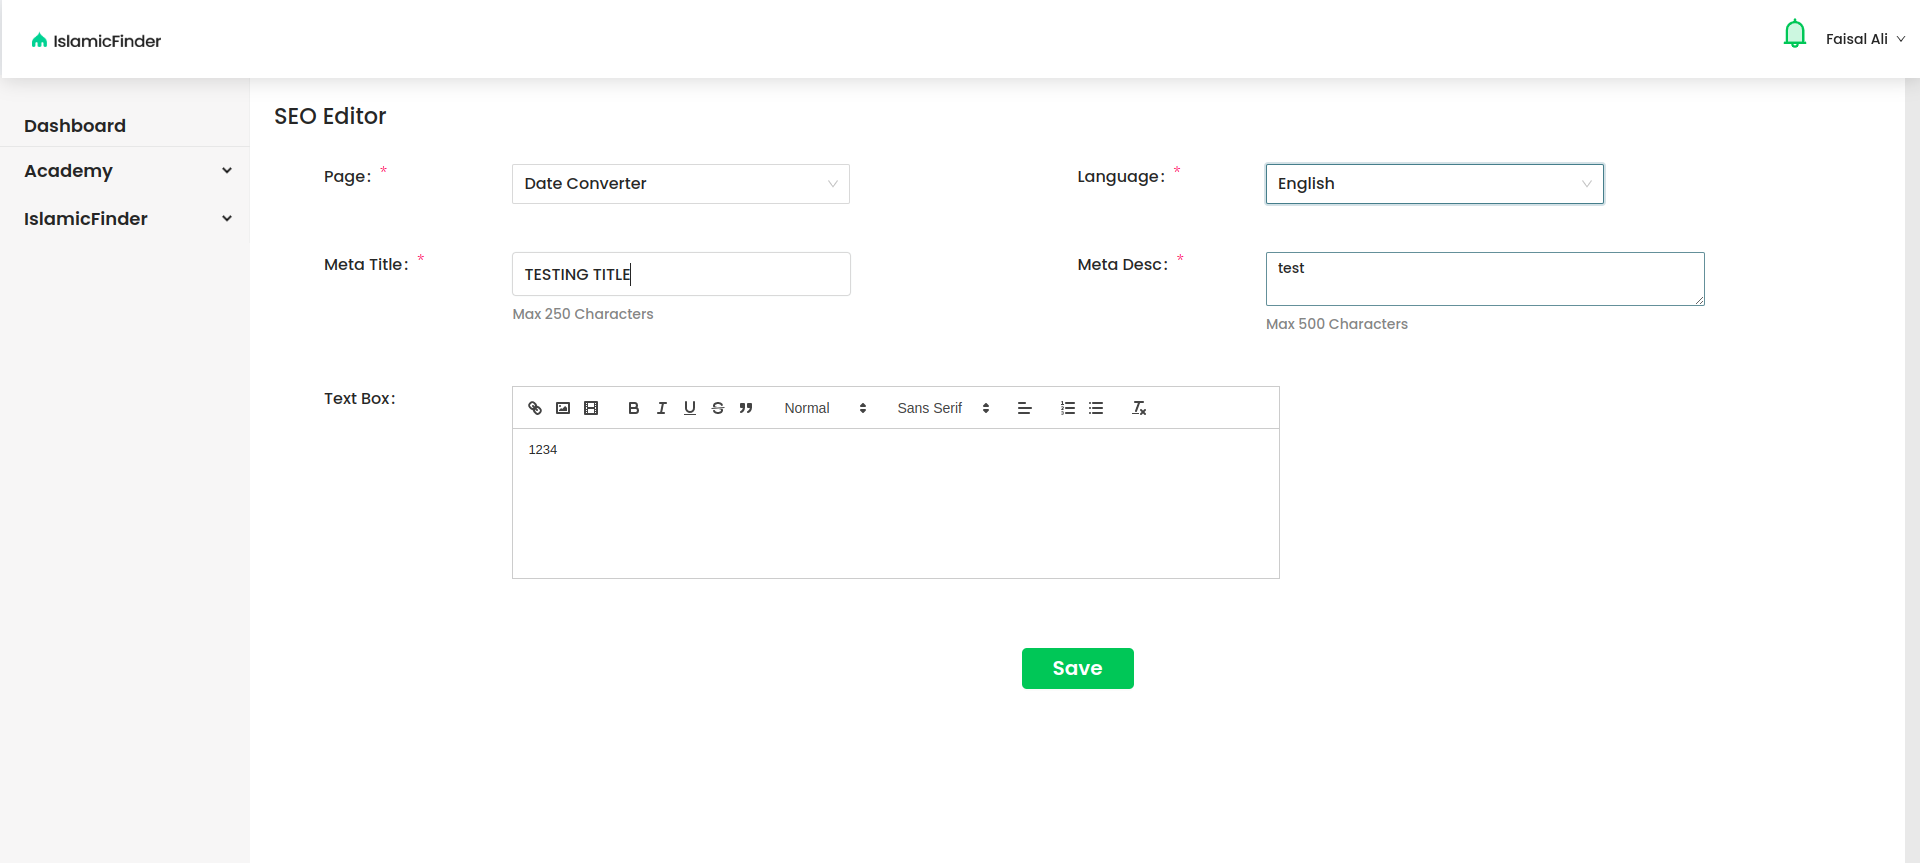 IslamicFinder
Faisal Ali
Dashboard
Academy
IslamicFinder
SEO Editor
Page: *
Date Converter
Language: *
English
Meta Title: *
TESTING TITLE
Max 250 Characters
Meta Desc: *
test
Max 500 Characters
Text Box:
Normal
Sans Serif
1234
Save